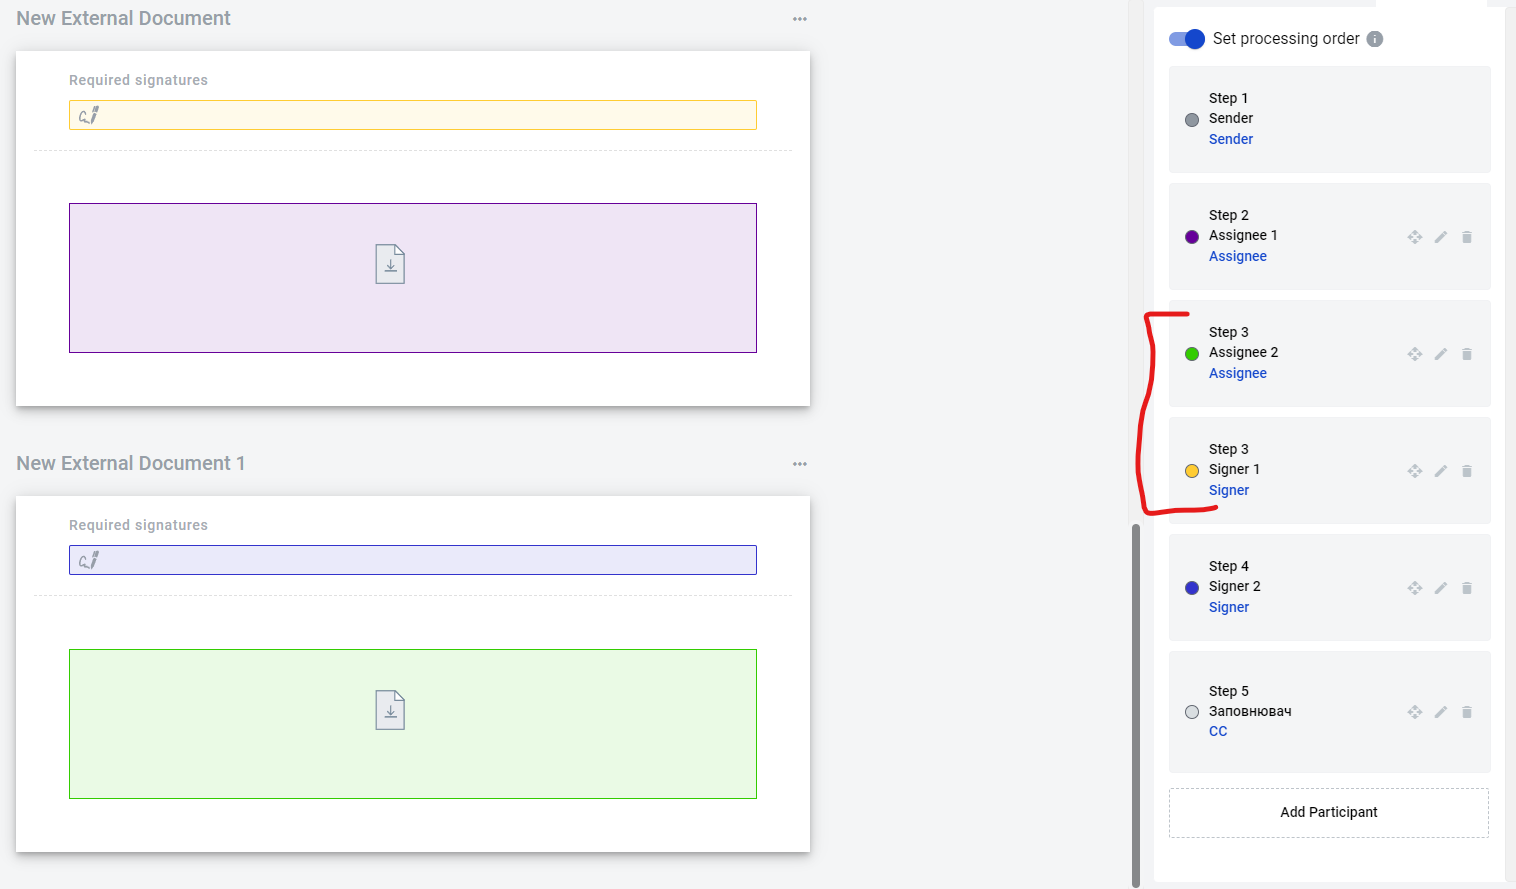 New External Document
Required signatures
New External Document 1
Required signatures
Set processing order
Step 1
Sender
Sender
Step 2
Assignee 1
Assignee
Step 3
Assignee 2
Assignee
Step 3
Signer 1
Signer
Step 4
Signer 2
Signer
Step 5
Заповнювач
CC
Add Participant